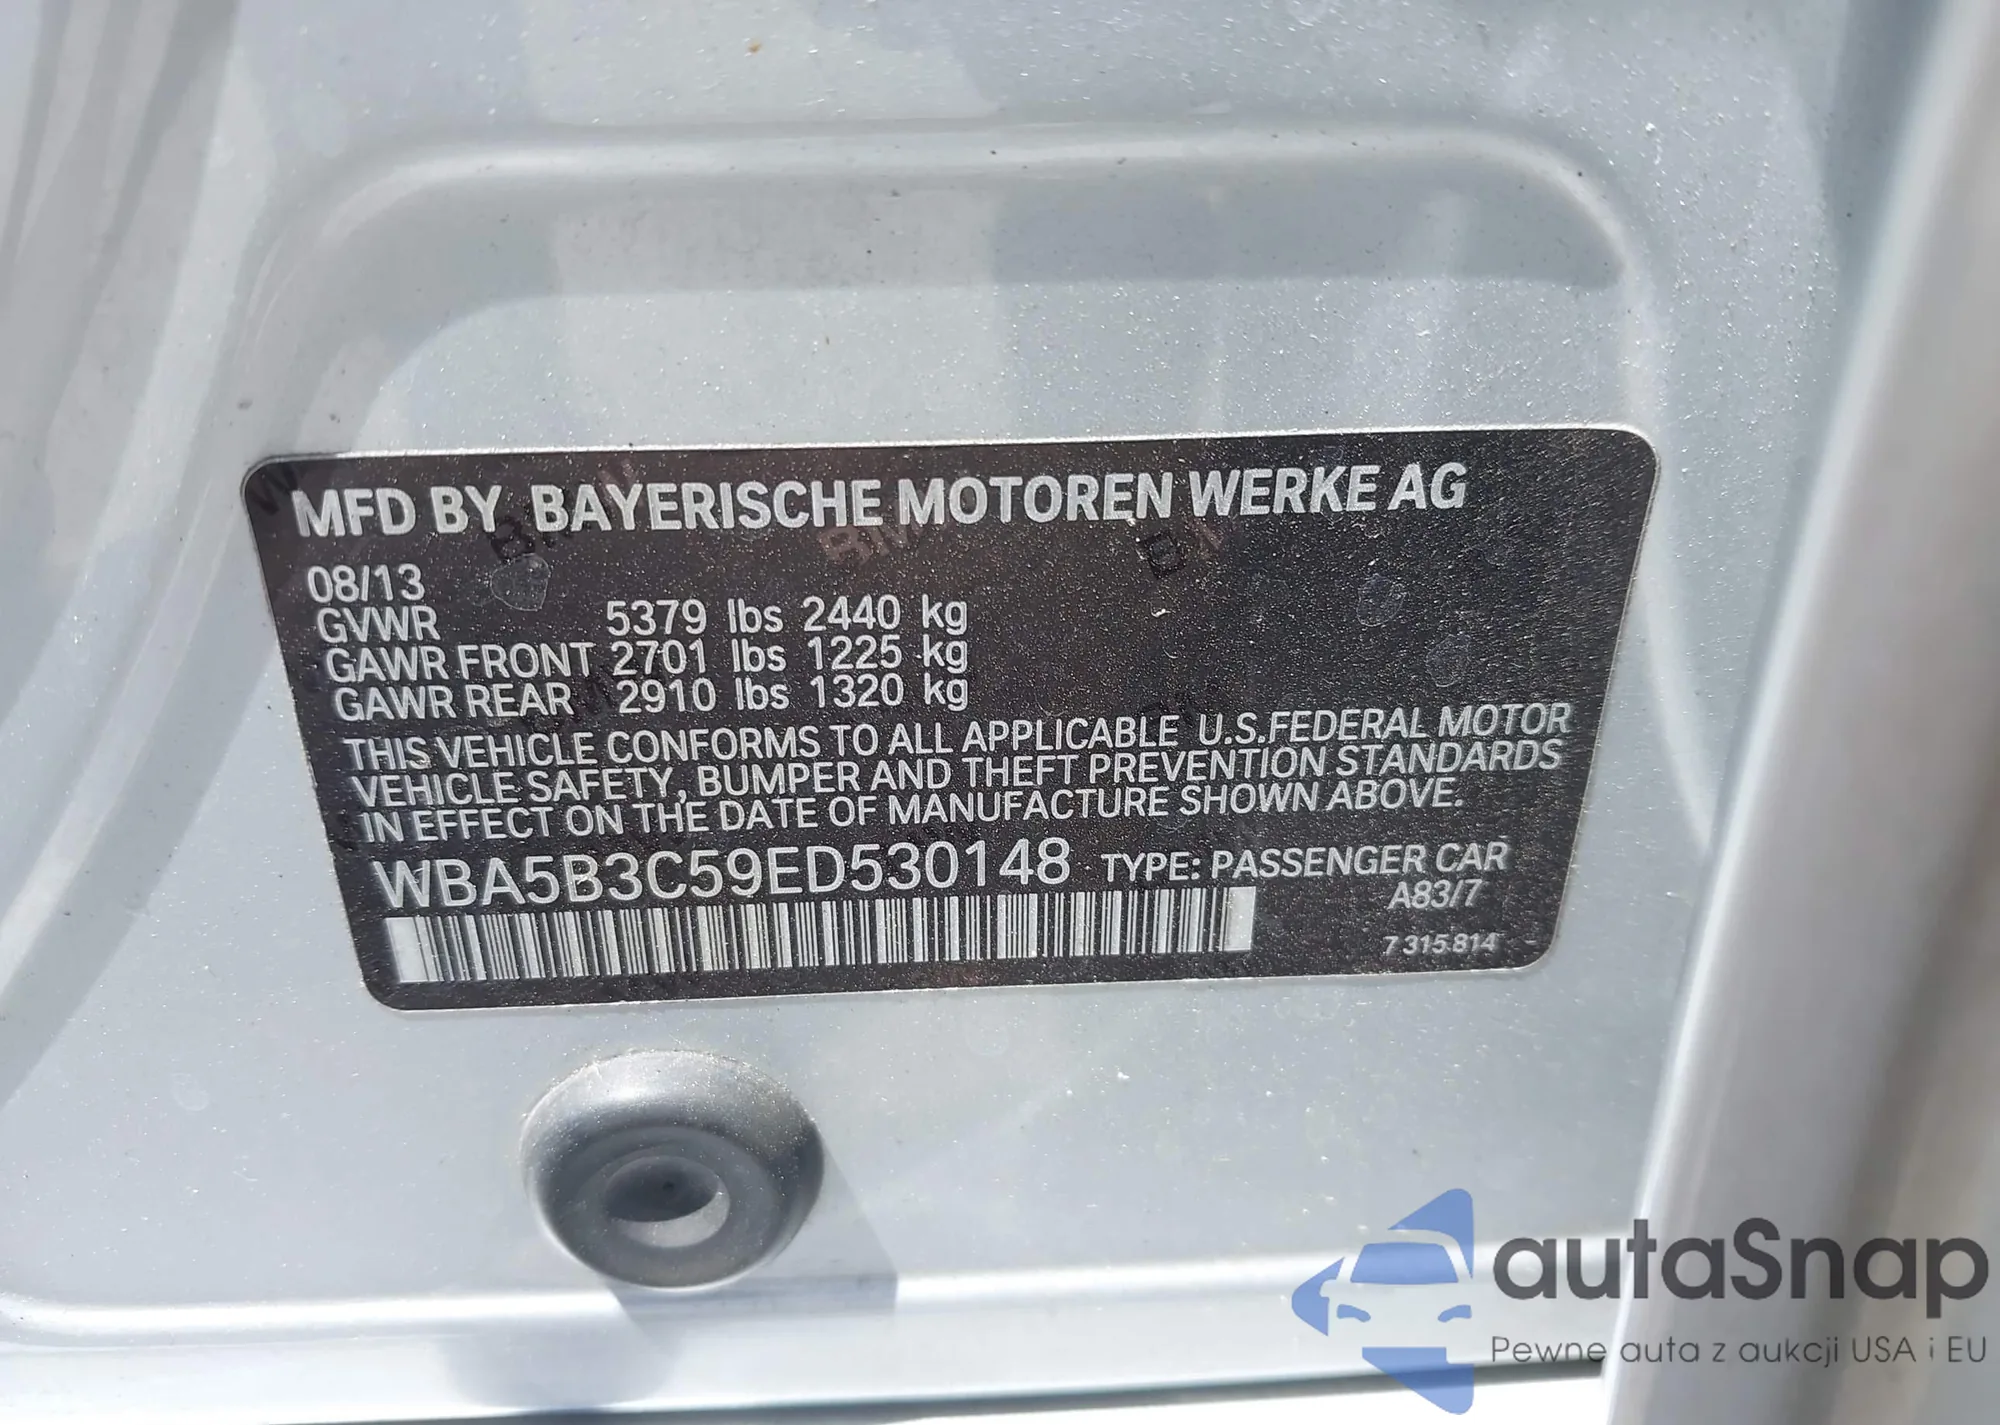 MFD BY BAYERISCHE MOTOREN WERKE AG
08/13
GVWR 5379 lbs 2440 kg
GAWR FRONT 2701 lbs 1225 kg
GAWR REAR 2910 lbs 1320 kg
THIS VEHICLE CONFORMS TO ALL APPLICABLE U.S.FEDERAL MOTOR
VEHICLE SAFETY, BUMPER AND THEFT PREVENTION STANDARDS
IN EFFECT ON THE DATE OF MANUFACTURE SHOWN ABOVE.
WBA5B3C59ED530148 TYPE: PASSENGER CAR
A83/7
7 315 814
autaSnap
Pewne auta z aukcji USA i EU